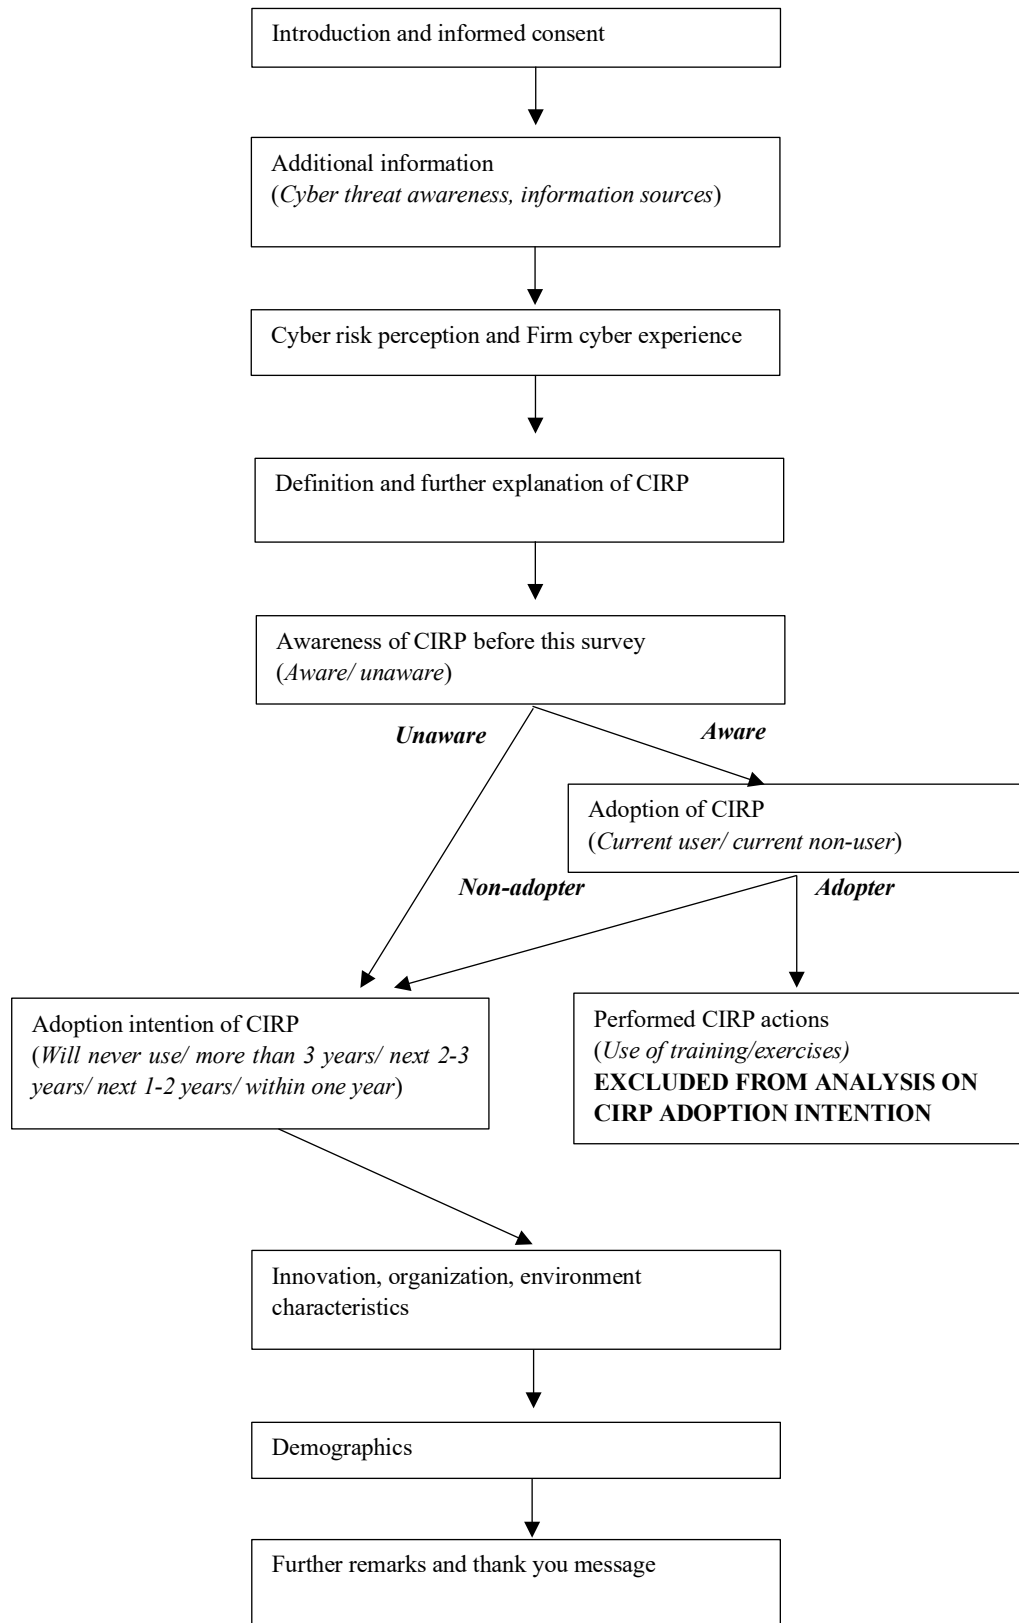 Introduction and informed consent
Additional information
(Cyber threat awareness, information sources)
Cyber risk perception and Firm cyber experience
Definition and further explanation of CIRP
Awareness of CIRP before this survey
(Aware/ unaware)
Unaware
Aware
Adoption of CIRP
(Current user/ current non-user)
Non-adopter
Adopter
Adoption intention of CIRP
(Will never use/ more than 3 years/ next 2-3
years/ next 1-2 years/ within one year)
Performed CIRP actions
(Use of training/exercises)
EXCLUDED FROM ANALYSIS ON
CIRP ADOPTION INTENTION
Innovation, organization, environment
characteristics
Demographics
Further remarks and thank you message